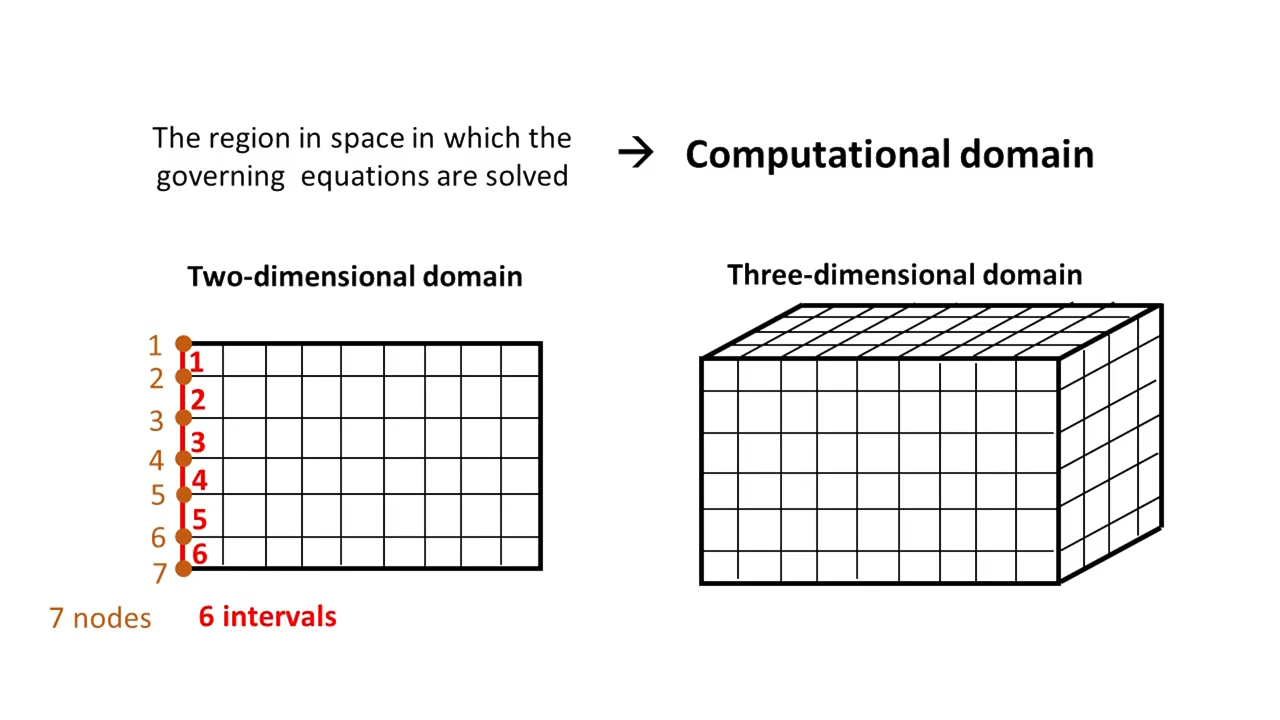 The region in space in which the
governing equations are solved
→ Computational domain
Two-dimensional domain
Three-dimensional domain
1
1
2
2
3
3
4
4
5
5
6
6
7
7 nodes
6 intervals